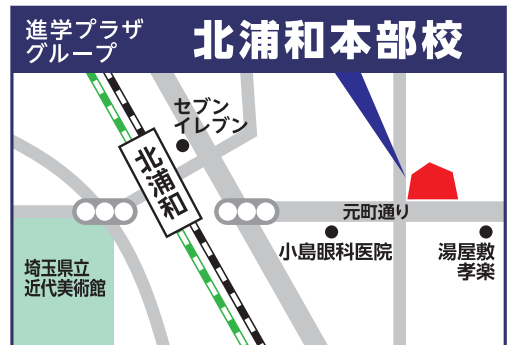 進学プラザ
グループ
北浦和本部校
セブン
イレブン
北浦和
元町通り
小島眼科医院
湯屋敷
孝楽
埼玉県立
近代美術館